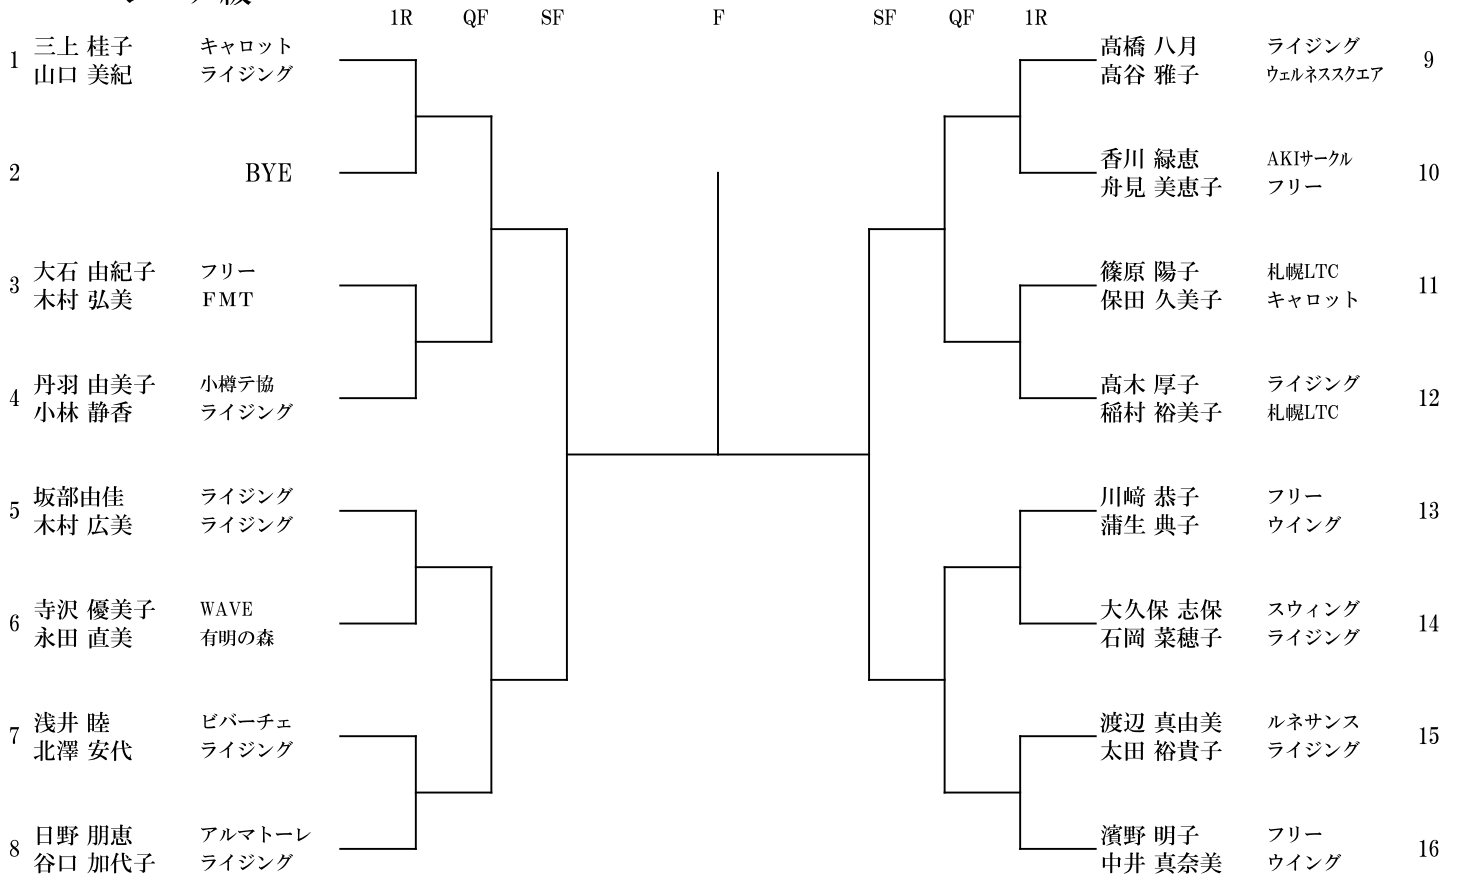 1R QF SF F SF QF 1R
1 三上 桂子 キャロット
山口 美紀 ライジング
2 BYE
3 大石 由紀子 フリー
木村 弘美 FMT
4 丹羽 由美子 小樽テ協
小林 静香 ライジング
5 坂部由佳 ライジング
木村 広美 ライジング
6 寺沢 優美子 WAVE
永田 直美 有明の森
7 浅井 睦 ビバーチェ
北澤 安代 ライジング
8 日野 朋恵 アルマトーレ
谷口 加代子 ライジング
髙橋 八月 ライジング 9
髙谷 雅子 ウェルネススクエア
香川 緑恵 AKIサークル 10
舟見 美恵子 フリー
篠原 陽子 札幌LTC 11
保田 久美子 キャロット
髙木 厚子 ライジング 12
稲村 裕美子 札幌LTC
川﨑 恭子 フリー 13
蒲生 典子 ウイング
大久保 志保 スウィング 14
石岡 菜穂子 ライジング
渡辺 真由美 ルネサンス 15
太田 裕貴子 ライジング
濱野 明子 フリー 16
中井 真奈美 ウイング